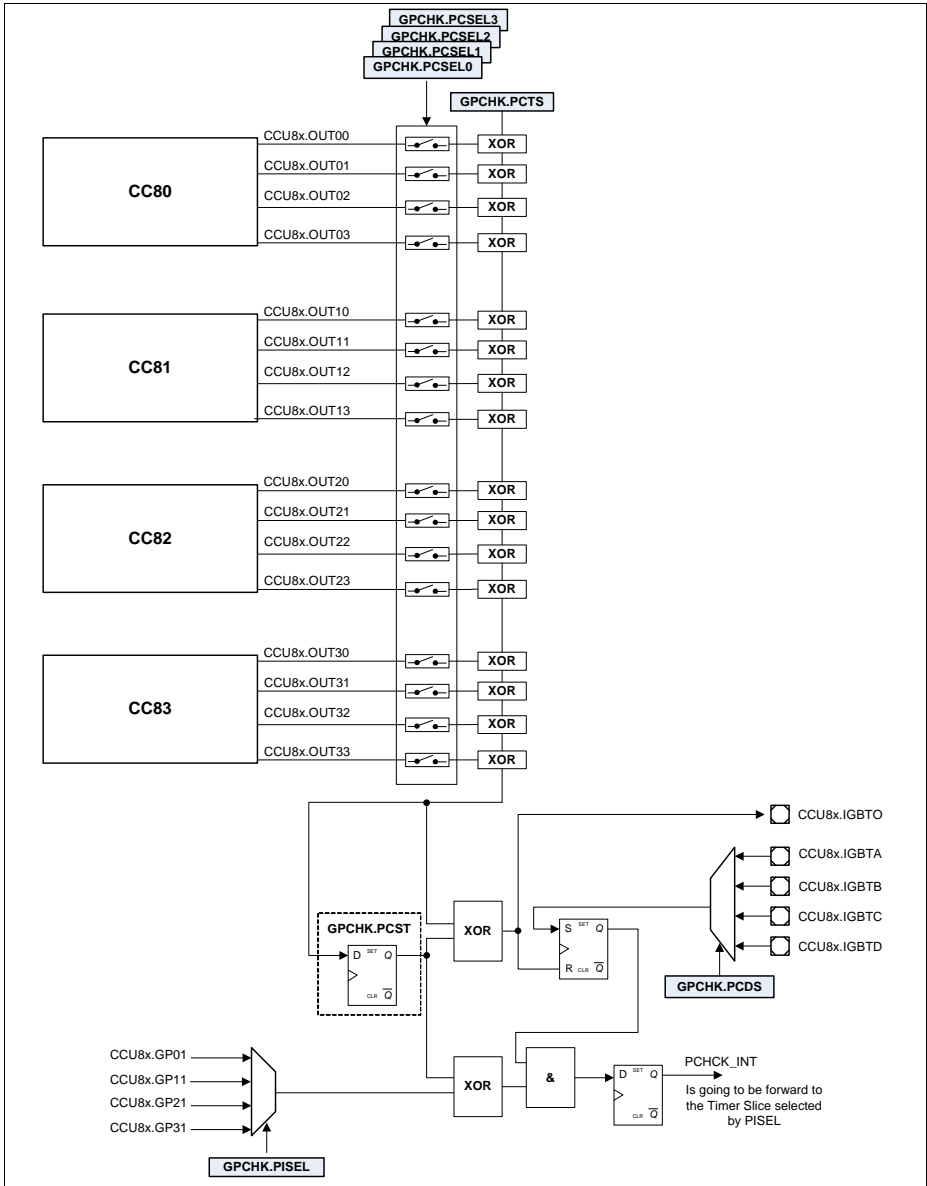 GPCHK.PCSEL3
GPCHK.PCSEL2
GPCHK.PCSEL1
GPCHK.PCSEL0
GPCHK.PCTS
CC80
CCU8x.OUT00
XOR
CCU8x.OUT01
XOR
CCU8x.OUT02
XOR
CCU8x.OUT03
XOR
CC81
CCU8x.OUT10
XOR
CCU8x.OUT11
XOR
CCU8x.OUT12
XOR
CCU8x.OUT13
XOR
CC82
CCU8x.OUT20
XOR
CCU8x.OUT21
XOR
CCU8x.OUT22
XOR
CCU8x.OUT23
XOR
CC83
CCU8x.OUT30
XOR
CCU8x.OUT31
XOR
CCU8x.OUT32
XOR
CCU8x.OUT33
XOR
CCU8x.IGBTO
CCU8x.IGBTA
CCU8x.IGBTB
CCU8x.IGBTC
CCU8x.IGBTD
GPCHK.PCDS
GPCHK.PCST
D SET Q
CLR Q
XOR
S SET Q
R CLR Q
CCU8x.GP01
CCU8x.GP11
CCU8x.GP21
CCU8x.GP31
GPCHK.PISEL
XOR
&
D SET Q
CLR Q
PCHCK_INT
Is going to be forward to
the Timer Slice selected
by PISEL